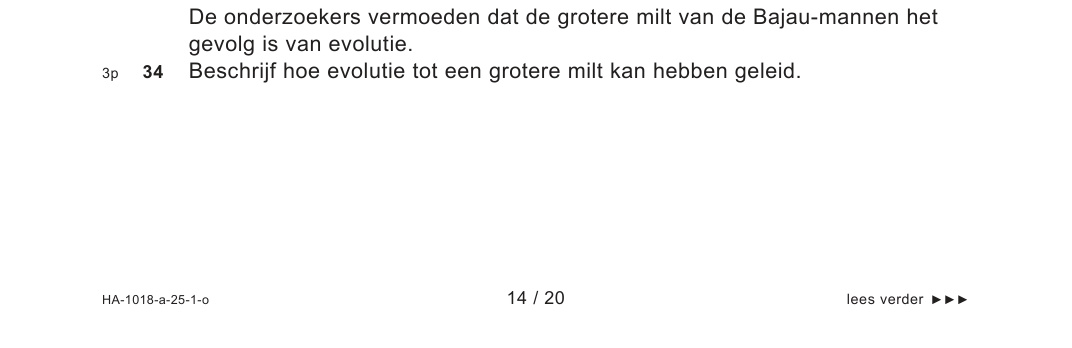 De onderzoekers vermoeden dat de grotere milt van de Bajau-mannen het
gevolg is van evolutie.
3p 34 Beschrijf hoe evolutie tot een grotere milt kan hebben geleid.
HA-1018-a-25-1-o 14 / 20 lees verder ►►►